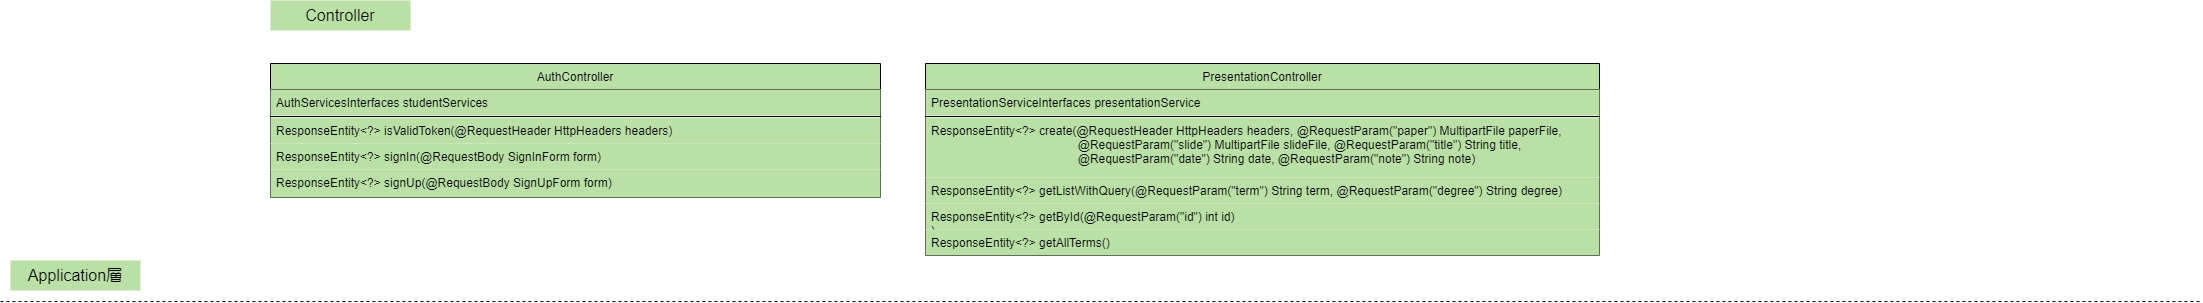 Controller
AuthController
AuthServicesInterfaces studentServices
ResponseEntity<?> isValidToken(@RequestHeader HttpHeaders headers)
ResponseEntity<?> signIn(@RequestBody SignInForm form)
ResponseEntity<?> signUp(@RequestBody SignUpForm form)
PresentationController
PresentationServiceInterfaces presentationService
ResponseEntity<?> create(@RequestHeader HttpHeaders headers, @RequestParam("paper") MultipartFile paperFile,
@RequestParam("slide") MultipartFile slideFile, @RequestParam("title") String title,
@RequestParam("date") String date, @RequestParam("note") String note)
ResponseEntity<?> getListWithQuery(@RequestParam("term") String term, @RequestParam("degree") String degree)
ResponseEntity<?> getById(@RequestParam("id") int id)
ResponseEntity<?> getAllTerms()
Application層